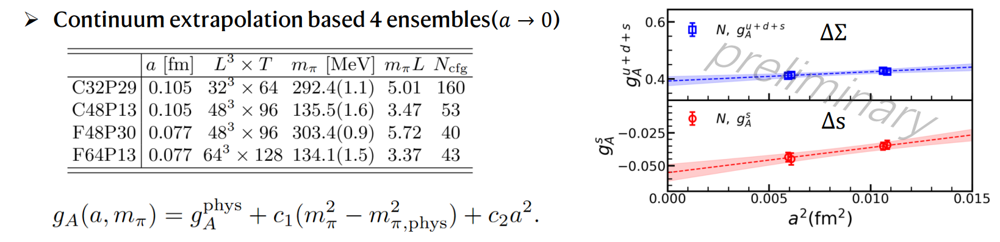 ➢ Continuum extrapolation based 4 ensembles(a → 0)
a [fm] L³ × T mπ [MeV] mπL Ncfg
C32P29 0.105 32³ × 64 292.4(1.1) 5.01 160
C48P13 0.105 48³ × 96 135.5(1.6) 3.47 53
F48P30 0.077 48³ × 96 303.4(0.9) 5.72 40
F64P13 0.077 64³ × 128 134.1(1.5) 3.37 43
g_A(a, m_π) = g_A^phys + c₁(m_π² − m_π,phys²) + c₂a².
0.6
N, g_A^{u+d+s}
ΔΣ
g_A^{u+d+s}
0.4
preliminary
N, g_A^s
Δs
g_A^s
−0.025
−0.050
0.000 0.005 0.010 0.015
a²(fm²)